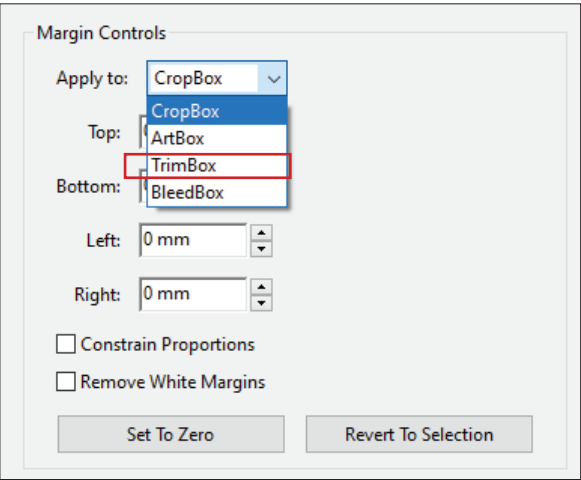 Margin Controls
Apply to: CropBox
CropBox
Top:
ArtBox
TrimBox
Bottom:
BleedBox
Left: 0 mm
Right: 0 mm
Constrain Proportions
Remove White Margins
Set To Zero Revert To Selection